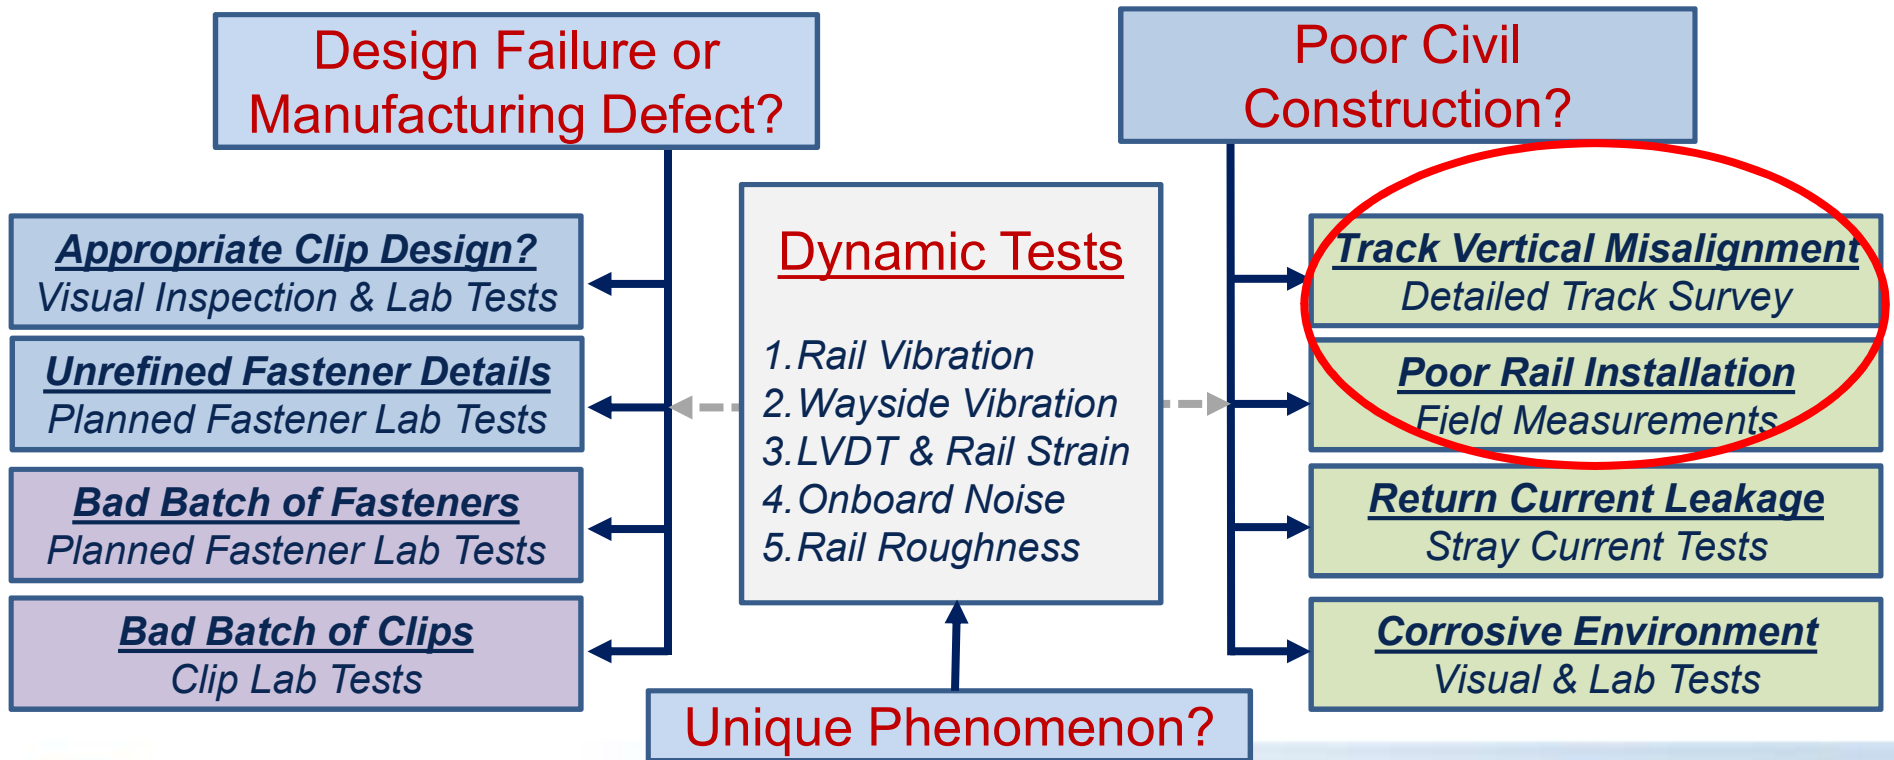 Design Failure or
Manufacturing Defect?
Poor Civil
Construction?
Appropriate Clip Design?
Visual Inspection & Lab Tests
Unrefined Fastener Details
Planned Fastener Lab Tests
Bad Batch of Fasteners
Planned Fastener Lab Tests
Bad Batch of Clips
Clip Lab Tests
Dynamic Tests
1.Rail Vibration
2.Wayside Vibration
3.LVDT & Rail Strain
4.Onboard Noise
5.Rail Roughness
Track Vertical Misalignment
Detailed Track Survey
Poor Rail Installation
Field Measurements
Return Current Leakage
Stray Current Tests
Corrosive Environment
Visual & Lab Tests
Unique Phenomenon?